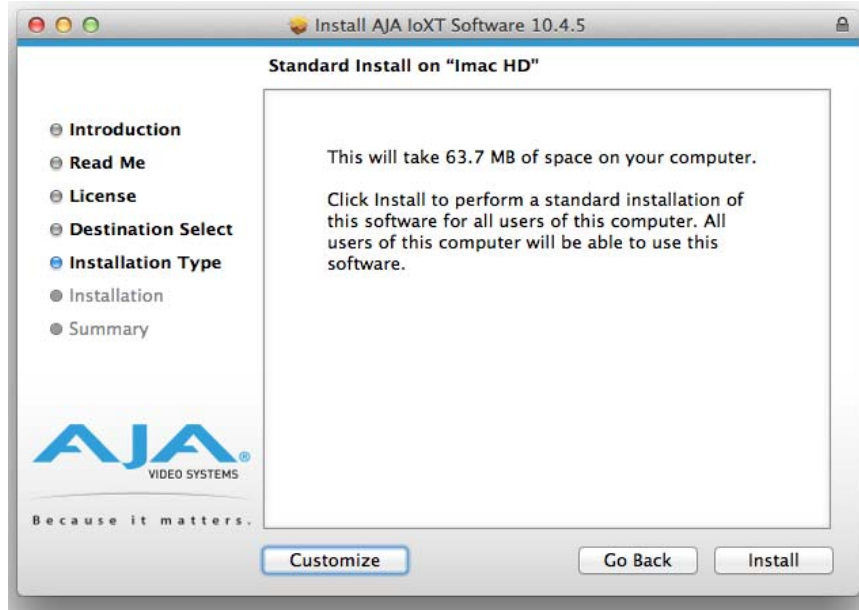 Install AJA IoXT Software 10.4.5
Standard Install on “Imac HD”
Introduction
Read Me
License
Destination Select
Installation Type
Installation
Summary
This will take 63.7 MB of space on your computer.
Click Install to perform a standard installation of
this software for all users of this computer. All
users of this computer will be able to use this
software.
AJA®
VIDEO SYSTEMS
Because it matters.
Customize
Go Back
Install